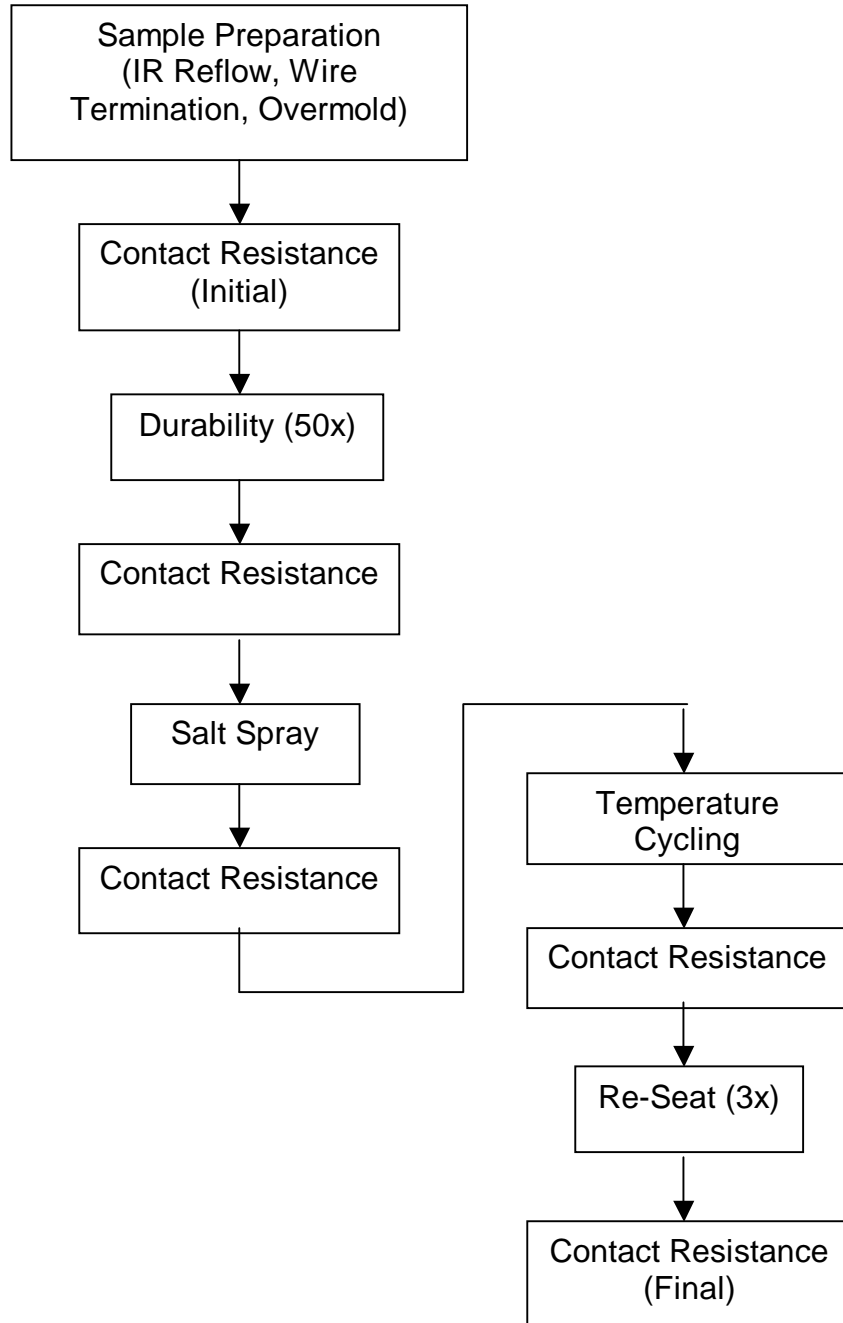 Sample Preparation
(IR Reflow, Wire
Termination, Overmold)
Contact Resistance
(Initial)
Durability (50x)
Contact Resistance
Salt Spray
Contact Resistance
Temperature
Cycling
Contact Resistance
Re-Seat (3x)
Contact Resistance
(Final)